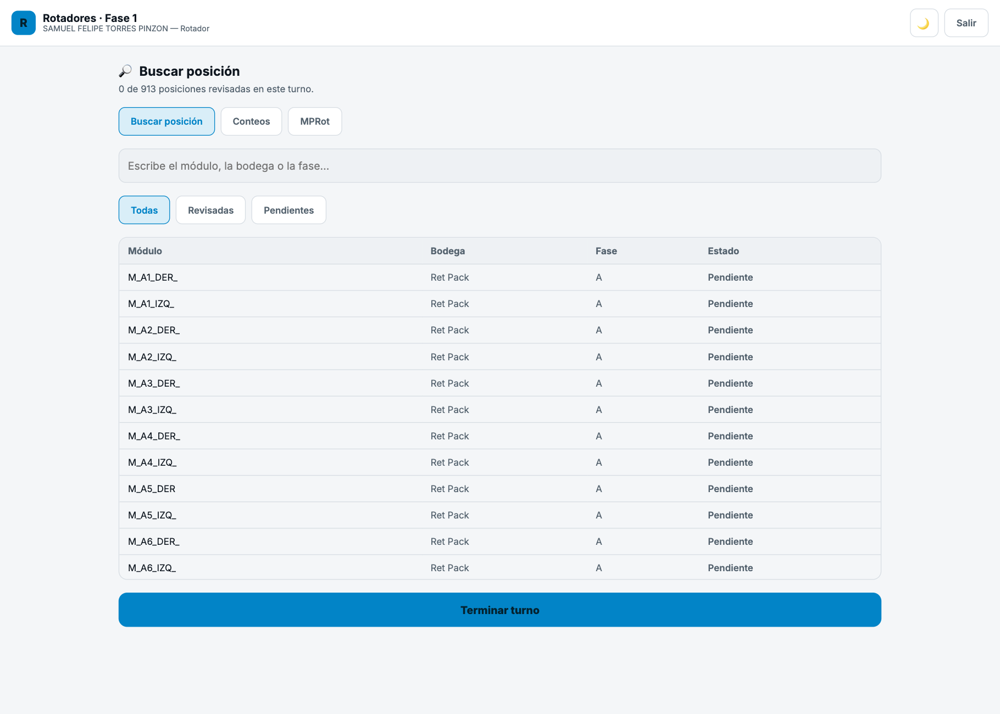 R
Rotadores · Fase 1
SAMUEL FELIPE TORRES PINZON — Rotador
Salir
Buscar posición
0 de 913 posiciones revisadas en este turno.
Buscar posición Conteos MPRot
Escribe el módulo, la bodega o la fase...
Todas Revisadas Pendientes
Módulo Bodega Fase Estado
M_A1_DER_ Ret Pack A Pendiente
M_A1_IZQ_ Ret Pack A Pendiente
M_A2_DER_ Ret Pack A Pendiente
M_A2_IZQ_ Ret Pack A Pendiente
M_A3_DER_ Ret Pack A Pendiente
M_A3_IZQ_ Ret Pack A Pendiente
M_A4_DER_ Ret Pack A Pendiente
M_A4_IZQ_ Ret Pack A Pendiente
M_A5_DER Ret Pack A Pendiente
M_A5_IZQ_ Ret Pack A Pendiente
M_A6_DER_ Ret Pack A Pendiente
M_A6_IZQ_ Ret Pack A Pendiente
Terminar turno